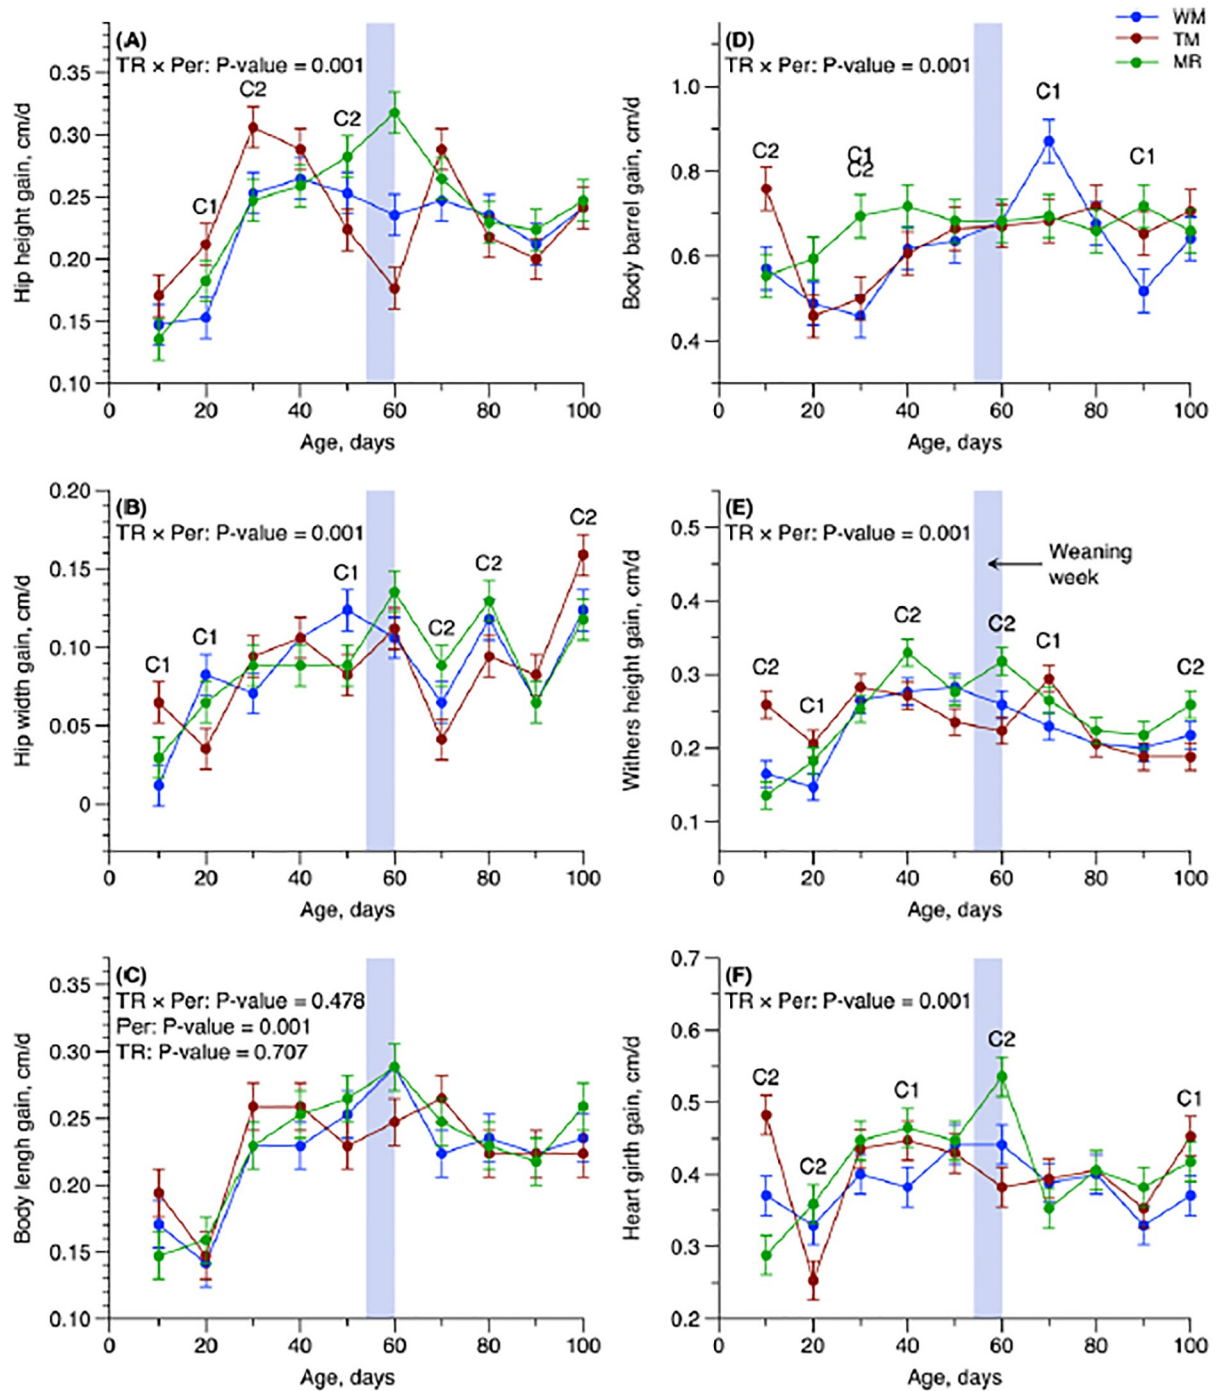 WM
TM
MR
(A)
TR × Per: P-value = 0.001
Hip height gain, cm/d
0.35
0.30
0.25
0.20
0.15
0.10
C1
C2
C2
0
20
40
60
80
100
Age, days
(D)
TR × Per: P-value = 0.001
Body barrel gain, cm/d
1.0
0.8
0.6
0.4
C2
C1
C2
C1
C1
0
20
40
60
80
100
Age, days
(B)
TR × Per: P-value = 0.001
Hip width gain, cm/d
0.20
0.15
0.10
0.05
0
C1
C1
C1
C2
C2
C2
0
20
40
60
80
100
Age, days
(E)
TR × Per: P-value = 0.001
Weaning
week
Withers height gain, cm/d
0.5
0.4
0.3
0.2
0.1
C2
C1
C2
C2
C1
C2
0
20
40
60
80
100
Age, days
(C)
TR × Per: P-value = 0.478
Per: P-value = 0.001
TR: P-value = 0.707
Body lengh gain, cm/d
0.35
0.30
0.25
0.20
0.15
0.10
0
20
40
60
80
100
Age, days
(F)
TR × Per: P-value = 0.001
Heart girth gain, cm/d
0.7
0.6
0.5
0.4
0.3
0.2
C2
C2
C1
C2
C1
0
20
40
60
80
100
Age, days